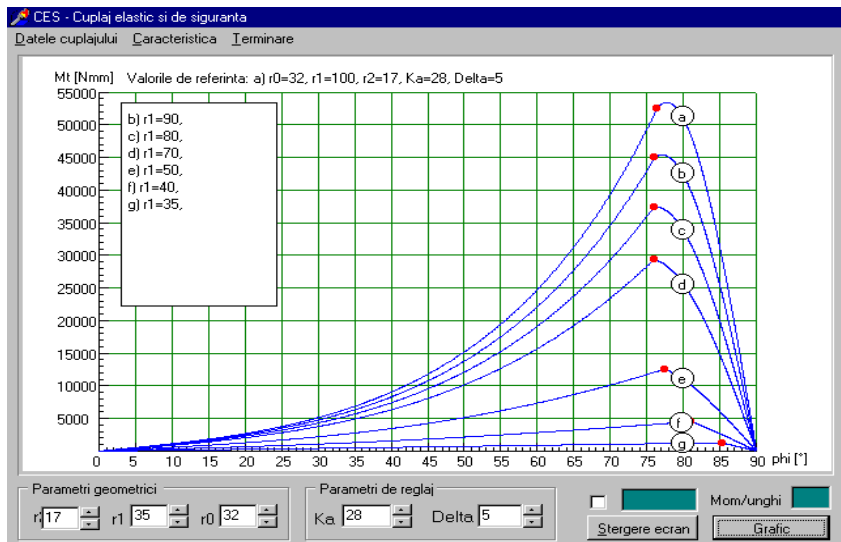 CES - Cuplaj elastic si de siguranta
Datele cuplajului Caracteristica Terminare
Mt [Nmm] Valorile de referinta: a) r0=32, r1=100, r2=17, Ka=28, Delta=5
55000
50000
45000
40000
35000
30000
25000
20000
15000
10000
5000
b) r1=90,
c) r1=80,
d) r1=70,
e) r1=50,
f) r1=40,
g) r1=35,
a
b
c
d
e
f
g
0 5 10 15 20 25 30 35 40 45 50 55 60 65 70 75 80 85 90 phi [°]
Parametri geometrici Parametri de reglaj
17 r1 35 r0 32 Ka 28 Delta 5 Mom/unghi
Stergere ecran Grafic